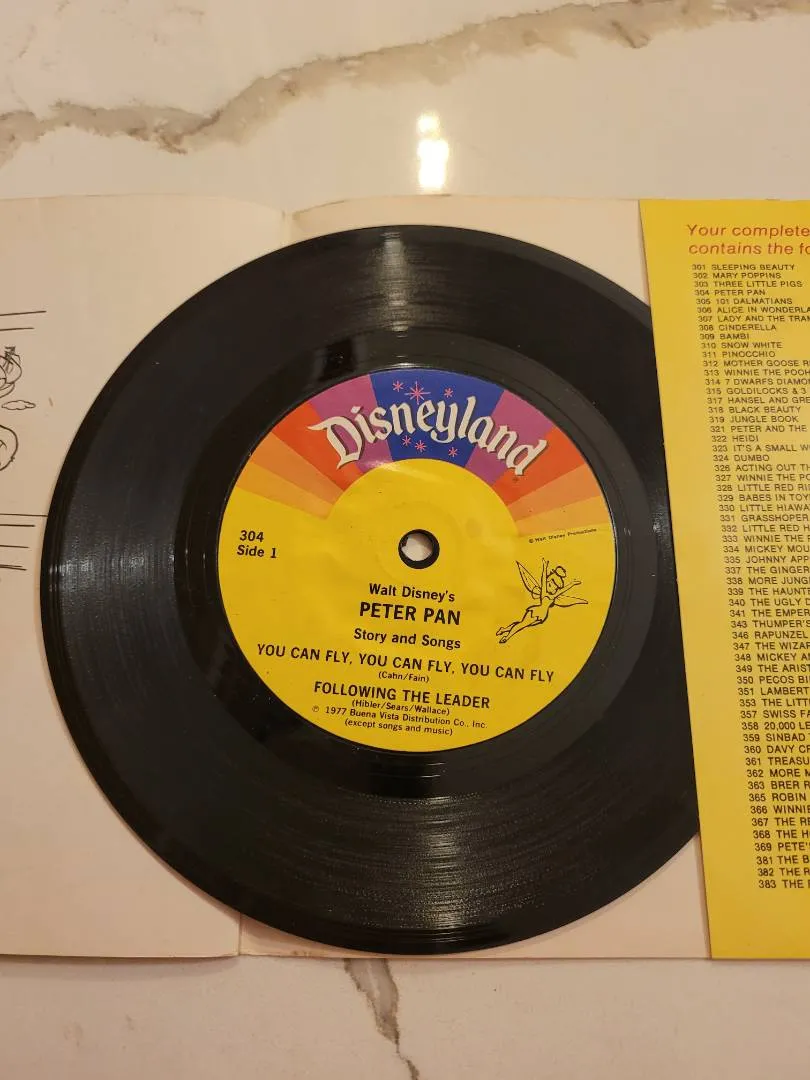 Disneyland
© Walt Disney Productions
304
Side 1
Walt Disney's
PETER PAN
Story and Songs
YOU CAN FLY, YOU CAN FLY, YOU CAN FLY
(Cahn/Fain)
FOLLOWING THE LEADER
(Hibler/Sears/Wallace)
℗ 1977 Buena Vista Distribution Co., Inc.
(except songs and music)
Your complete
contains the
301 SLEEPING BEAUTY
302 MARY POPPINS
303 THREE LITTLE PIGS
304 PETER PAN
305 101 DALMATIANS
306 ALICE IN WONDERLA
307 LADY AND THE TRAM
308 CINDERELLA
309 BAMBI
310 SNOW WHITE
311 PINOCCHIO
312 MOTHER GOOSE R
313 WINNIE THE POOH
314 7 DWARFS DIAMO
315 GOLDILOCKS & 3
317 HANSEL AND GRE
318 BLACK BEAUTY
319 JUNGLE BOOK
321 PETER AND THE
322 HEIDI
323 IT'S A SMALL W
324 DUMBO
326 ACTING OUT TH
327 WINNIE THE PO
328 LITTLE RED RI
329 BABES IN TOY
330 LITTLE HIAWA
331 GRASSHOPER
332 LITTLE RED H
333 WINNIE THE
334 MICKEY MOU
335 JOHNNY APP
337 THE GINGER
338 MORE JUNG
339 THE HAUNT
340 THE UGLY D
341 THE EMPER
343 THUMPER'S
346 RAPUNZEL
347 THE WIZAR
348 MICKEY A
349 THE ARIST
350 PECOS BI
351 LAMBERT
353 THE LITT
357 SWISS FA
358 20,000 LE
359 SINBAD
360 DAVY C
361 TREASU
362 MORE M
363 BRER R
365 ROBIN
366 WINNIE
367 THE RE
368 THE H
369 PETE'
381 THE B
382 THE R
383 THE